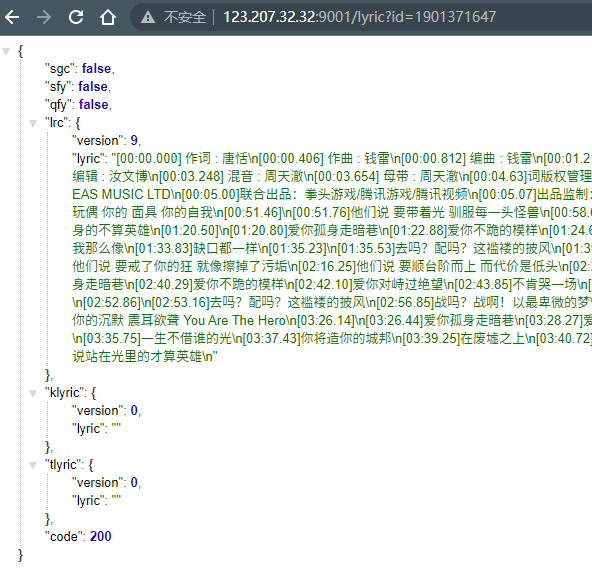 不安全 | 123.207.32.32:9001/lyric?id=1901371647
{
"sgc": false,
"sfy": false,
"qfy": false,
"lrc": {
"version": 9,
"lyric": "[00:00.000] 作词 : 唐恬\n[00:00.406] 作曲 : 钱雷\n[00:00.812] 编曲 : 钱雷\n[00:01.2
编辑 : 汝文博\n[00:03.248] 混音 : 周天澈\n[00:03.654] 母带 : 周天澈\n[00:04.63]词版权管理
EAS MUSIC LTD\n[00:05.00]联合出品：拳头游戏/腾讯游戏/腾讯视频\n[00:05.07]出品监制：
玩偶 你的 面具 你的自我\n[00:51.46]\n[00:51.76]他们说 要带着光 驯服每一头怪兽\n[00:58.0
身的不算英雄\n[01:20.50]\n[01:20.80]爱你孤身走暗巷\n[01:22.88]爱你不跪的模样\n[01:24.6
我那么像\n[01:33.83]缺口都一样\n[01:35.23]\n[01:35.53]去吗？配吗？这褴褛的披风\n[01:39
他们说 要戒了你的狂 就像擦掉了污垢\n[02:16.25]他们说 要顺台阶而上 而代价是低头\n[02:
身走暗巷\n[02:40.29]爱你不跪的模样\n[02:42.10]爱你对峙过绝望\n[02:43.85]不肯哭一场\n[
\n[02:52.86]\n[02:53.16]去吗？配吗？这褴褛的披风\n[02:56.85]战吗？战啊！以最卑微的梦\
你的沉默 震耳欲聋 You Are The Hero\n[03:26.14]\n[03:26.44]爱你孤身走暗巷\n[03:28.27]爱
\n[03:35.75]一生不借谁的光\n[03:37.43]你将造你的城邦\n[03:39.25]在废墟之上\n[03:40.72]
说站在光里的才算英雄\n"
},
"klyric": {
"version": 0,
"lyric": ""
},
"tlyric": {
"version": 0,
"lyric": ""
},
"code": 200
}